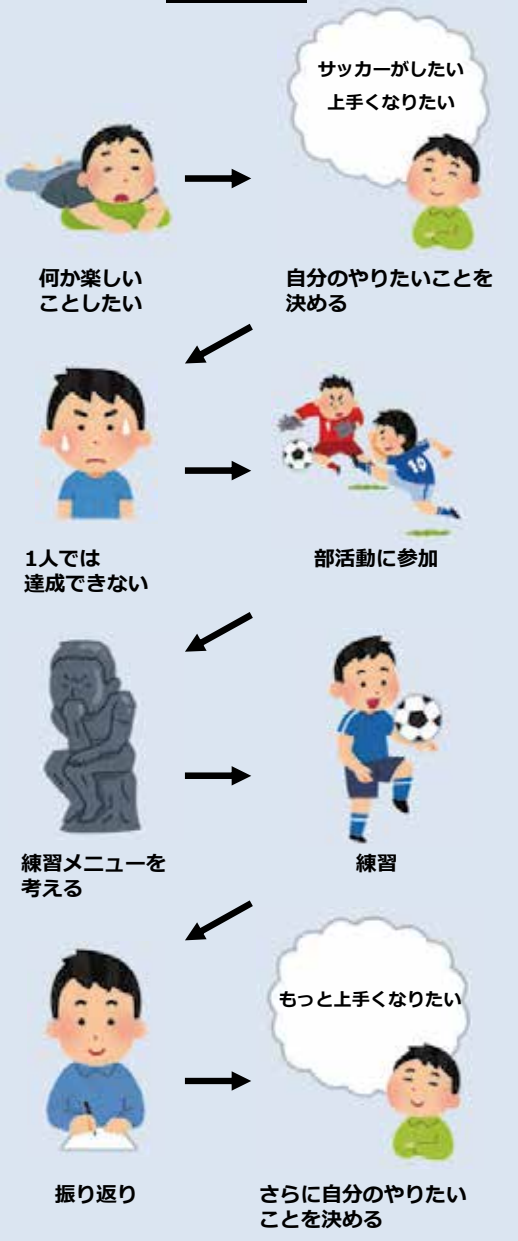 サッカーがしたい
上手くなりたい
何か楽しい
ことしたい
自分のやりたいことを
決める
1人では
達成できない
10
部活動に参加
練習メニューを
考える
練習
もっと上手くなりたい
振り返り
さらに自分のやりたい
ことを決める